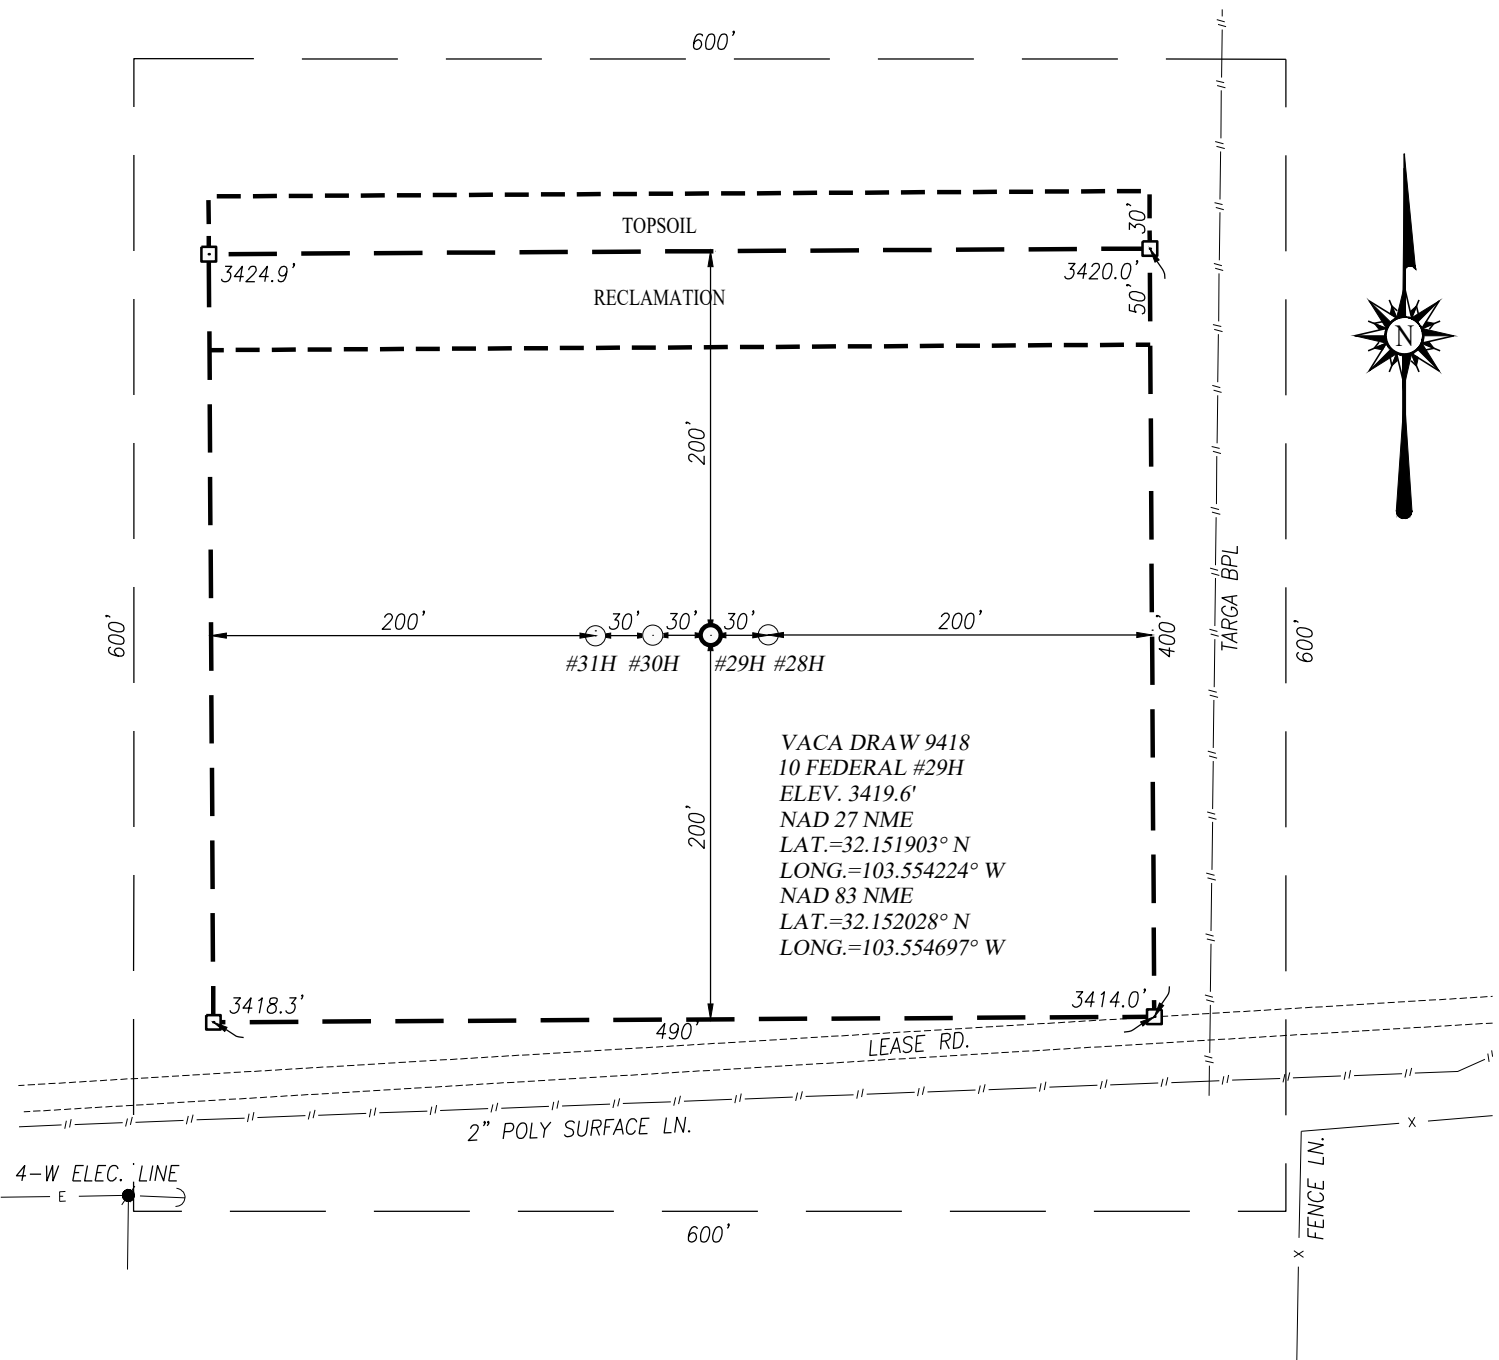 600'
TOPSOIL
30'
3424.9'
3420.0'
RECLAMATION
50'
N
200'
TARGA BPL
600'
200'
30'
30'
30'
200'
400'
600'
#31H #30H #29H #28H
VACA DRAW 9418
10 FEDERAL #29H
ELEV. 3419.6'
NAD 27 NME
LAT.=32.151903° N
LONG.=103.554224° W
NAD 83 NME
LAT.=32.152028° N
LONG.=103.554697° W
200'
3418.3'
3414.0'
490'
LEASE RD.
2" POLY SURFACE LN.
4-W ELEC. LINE
E
X
FENCE LN.
X
600'